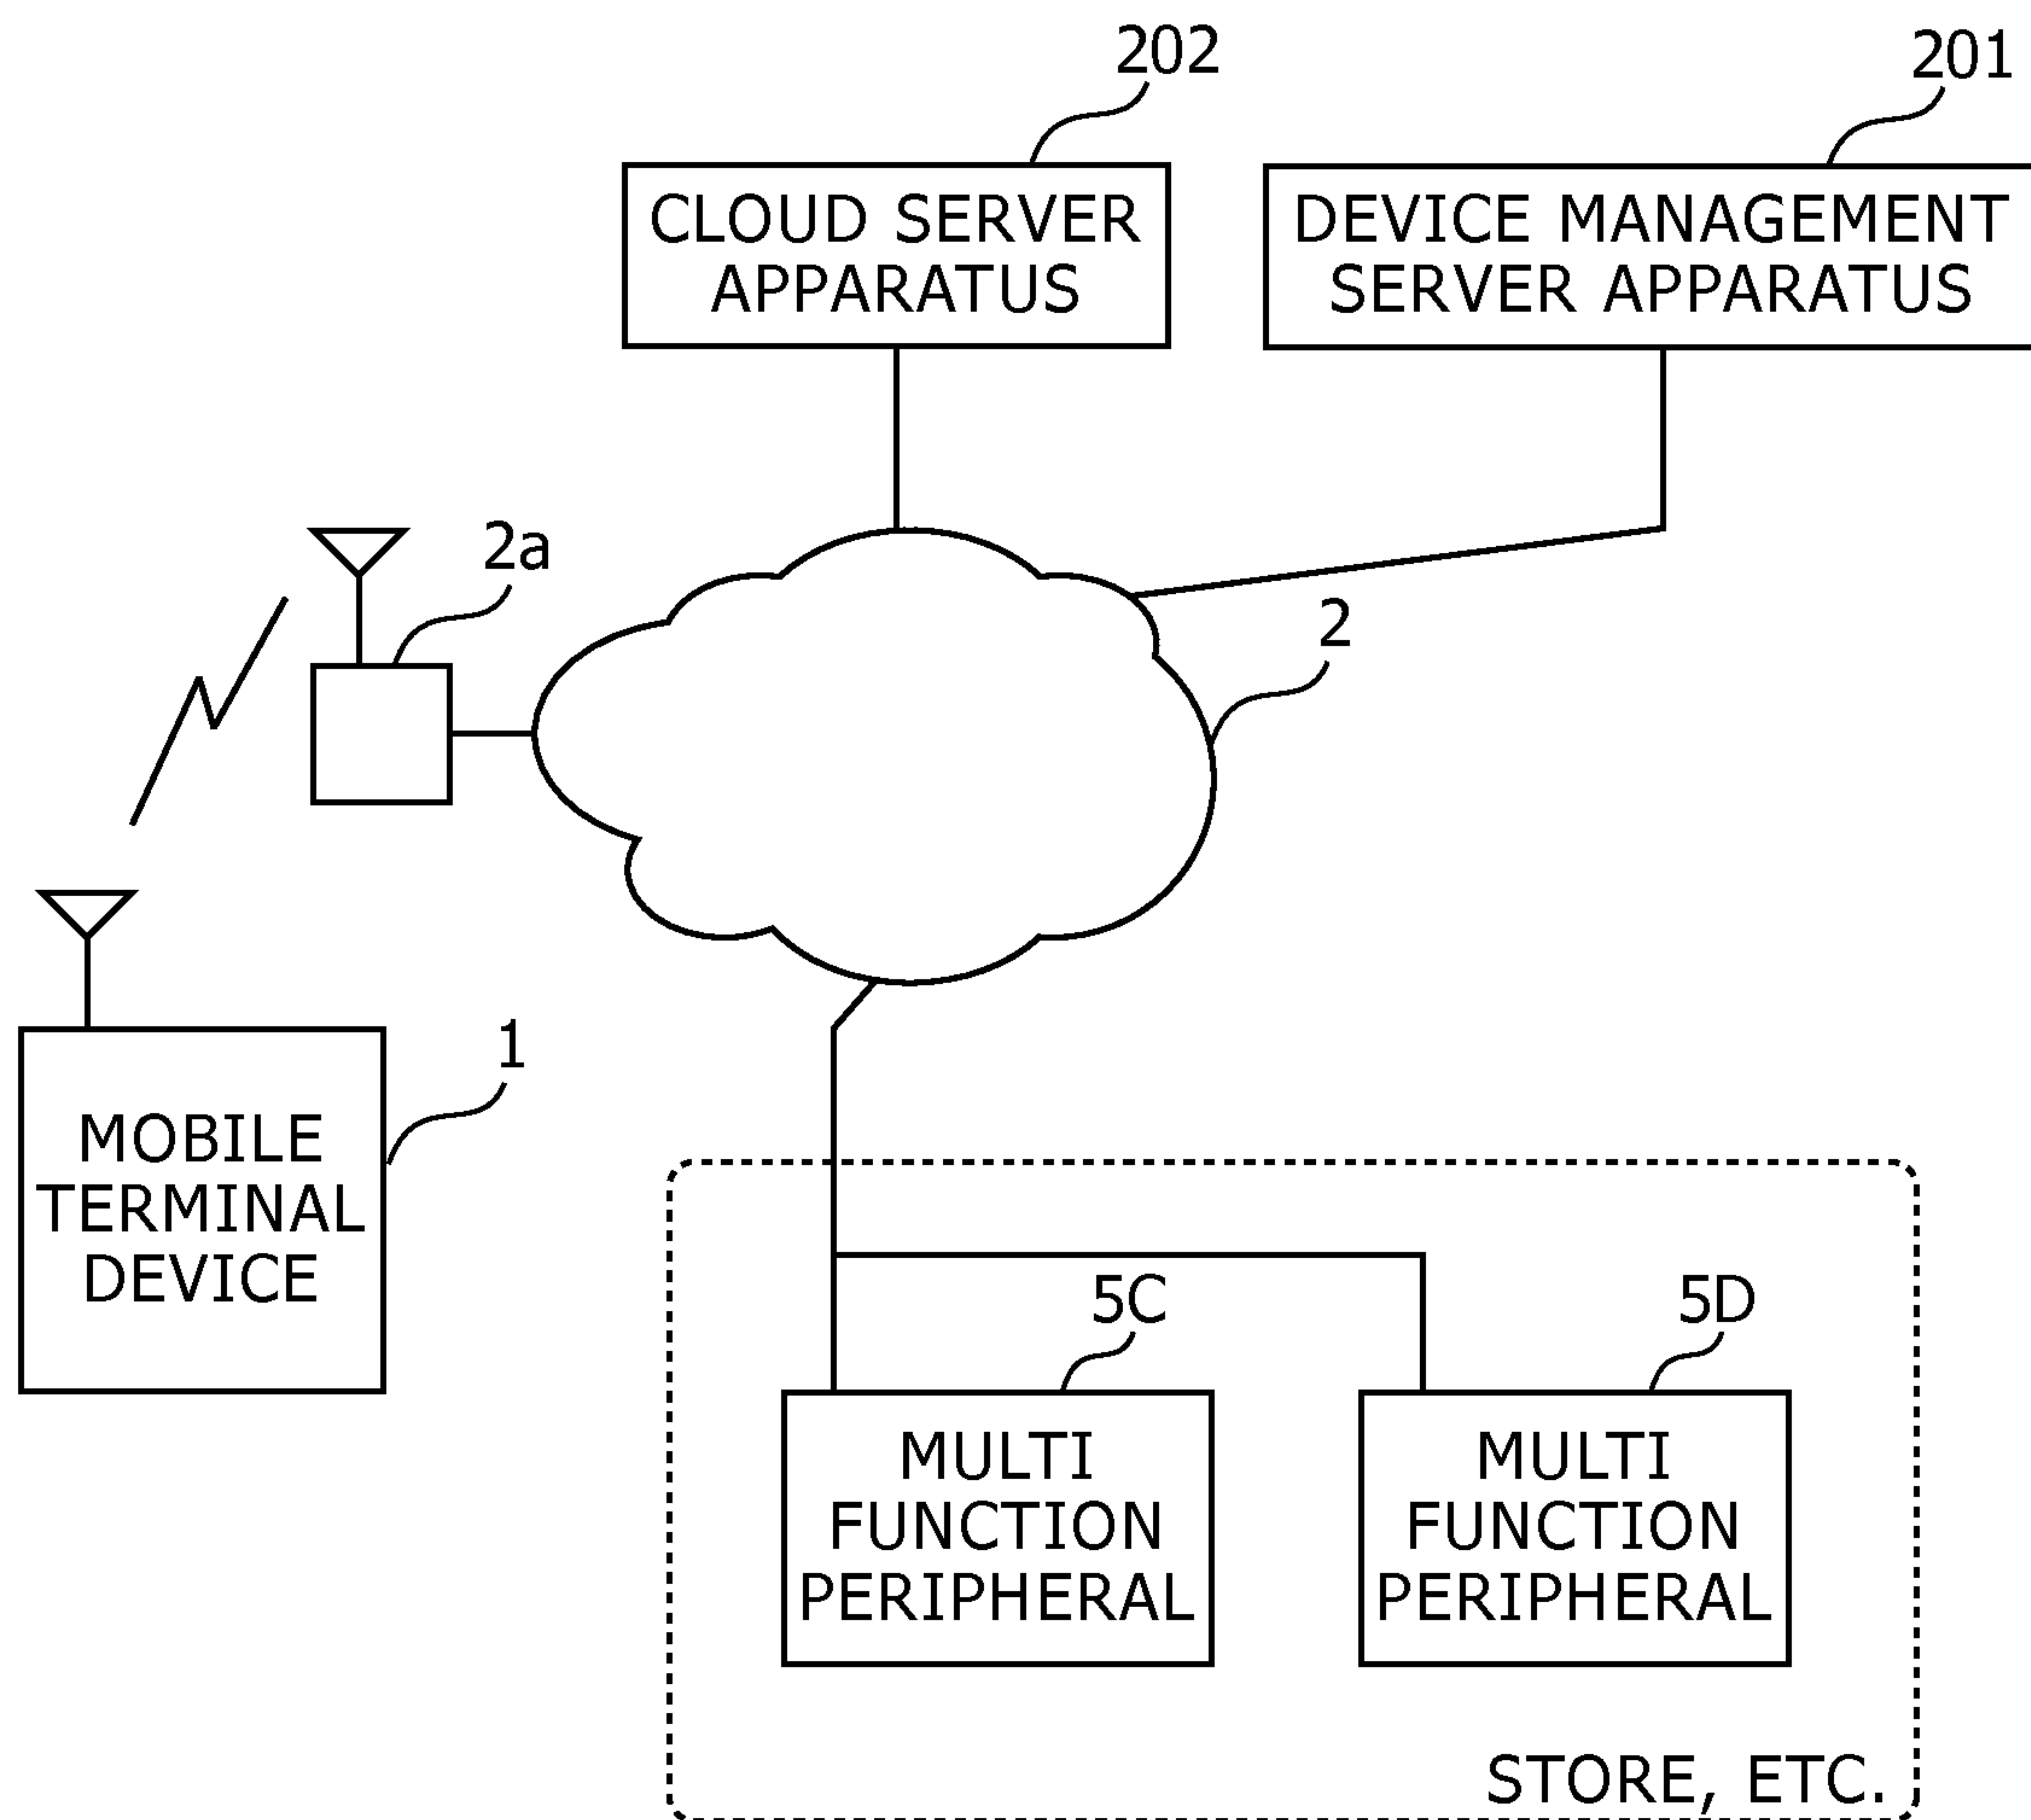 202
201
CLOUD SERVER
APPARATUS
DEVICE MANAGEMENT
SERVER APPARATUS
2a
2
1
MOBILE
TERMINAL
DEVICE
5C
5D
MULTI
FUNCTION
PERIPHERAL
MULTI
FUNCTION
PERIPHERAL
STORE, ETC.